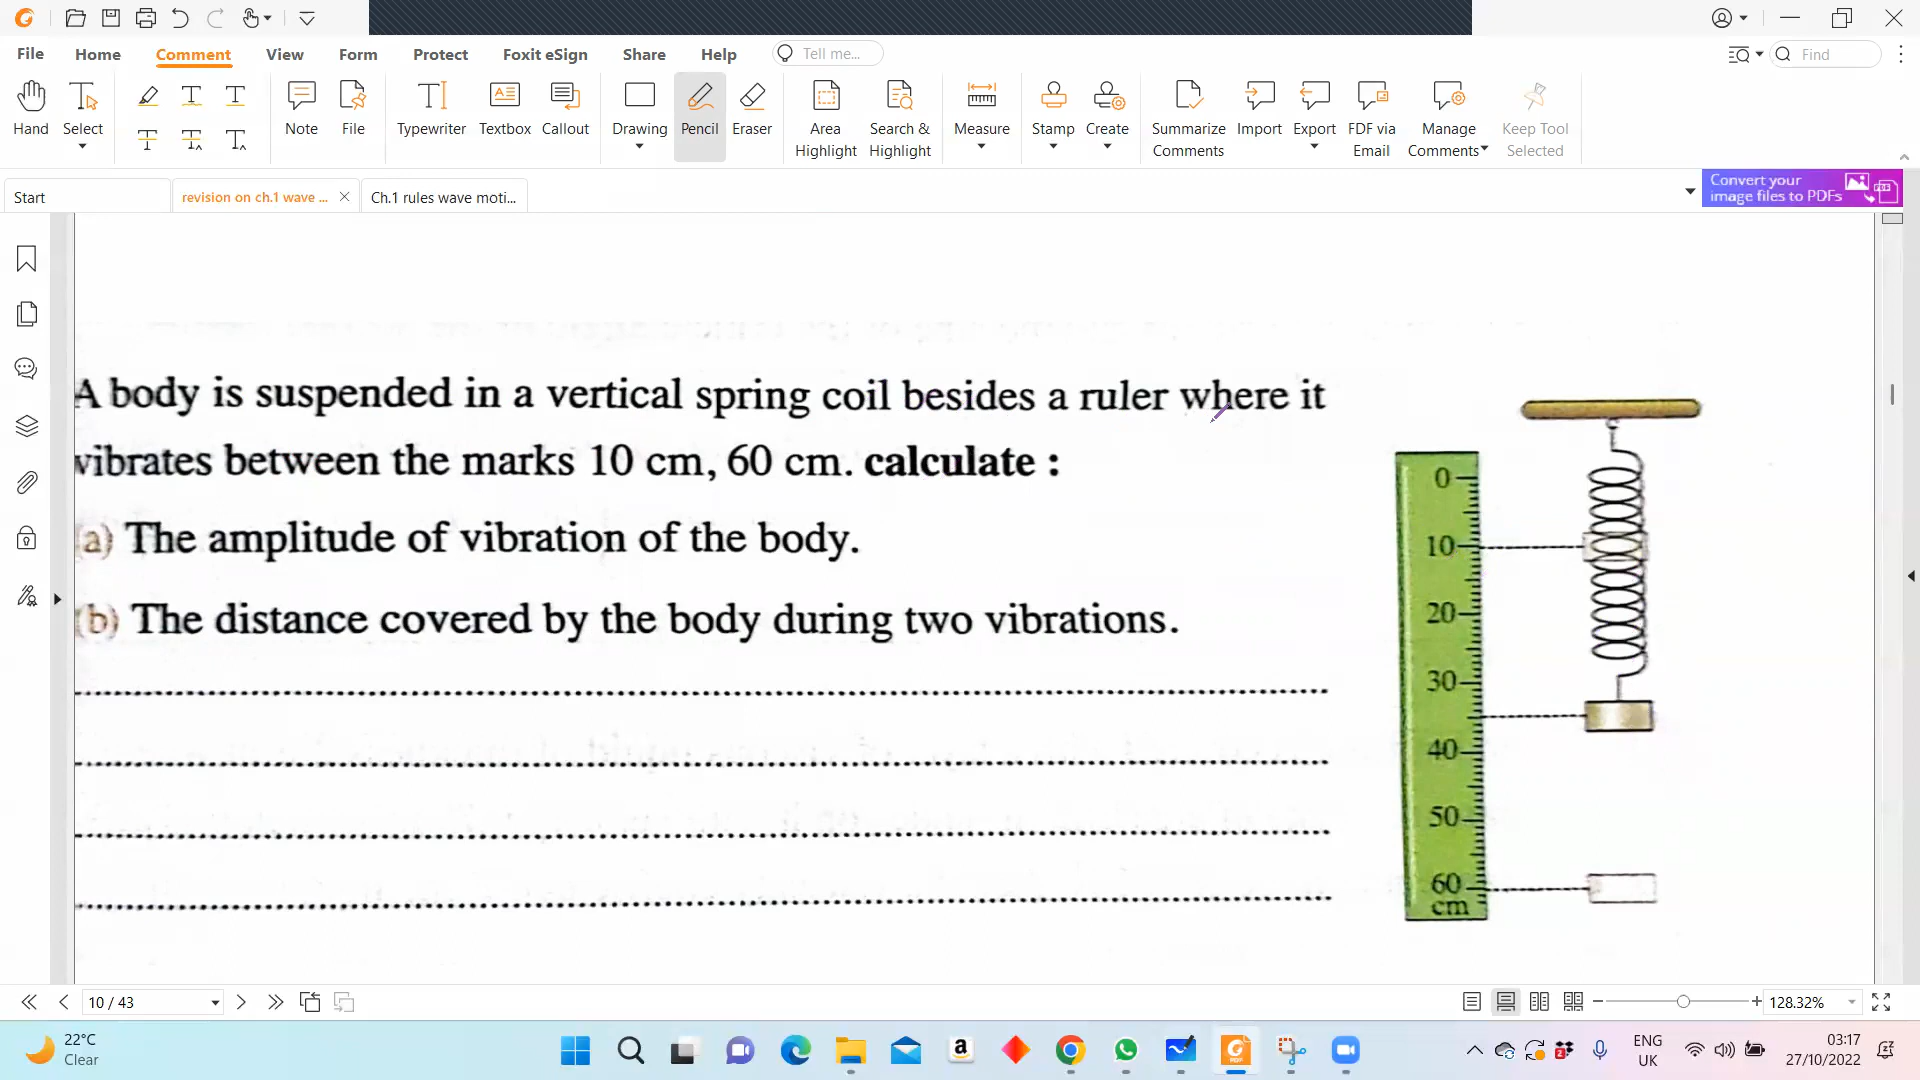 File
Home
Comment
View
Form
Protect
Foxit eSign
Share
Help
Tell me...
Find
Hand
Select
Note
File
Typewriter
Textbox
Callout
Drawing
Pencil
Eraser
Area
Highlight
Search &
Highlight
Measure
Stamp
Create
Summarize
Comments
Import
Export
FDF via
Email
Manage
Comments
Keep Tool
Selected
Start
revision on ch.1 wave ...
Ch.1 rules wave moti...
Convert your
image files to PDFs
A body is suspended in a vertical spring coil besides a ruler where it
vibrates between the marks 10 cm, 60 cm. calculate :
(a) The amplitude of vibration of the body.
(b) The distance covered by the body during two vibrations.
0
10
20
30
40
50
60
cm
10 / 43
128.32%
22°C
Clear
ENG
UK
03:17
27/10/2022